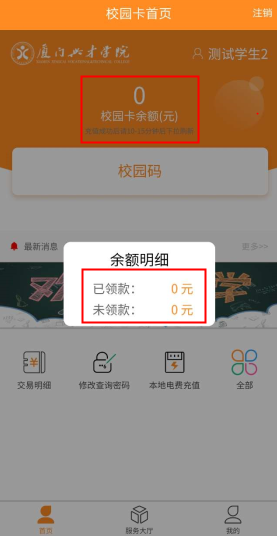 校园卡首页
注销
厦门兴才学院
测试学生2
0
校园卡余额(元)
校园码
最新消息
更多>>
余额明细
已领款： 0 元
未领款： 0 元
交易明细
修改查询密码
本地电费充值
全部
首页
服务大厅
我的